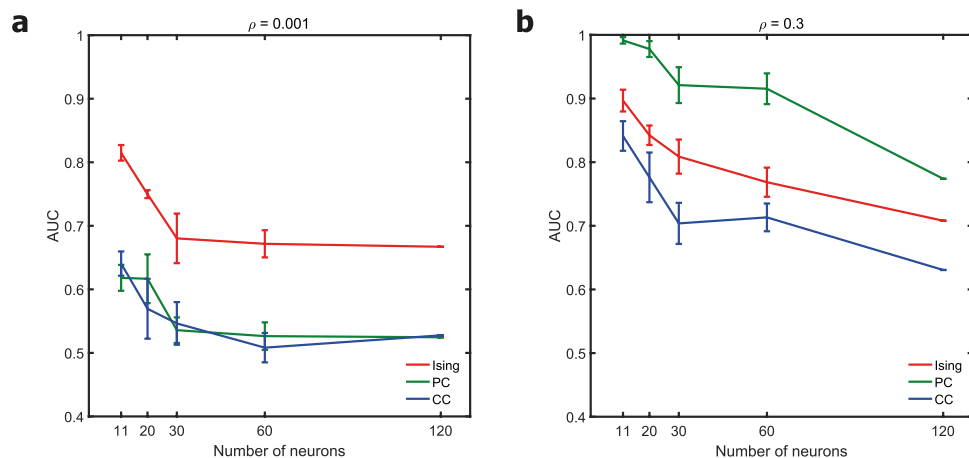 a
ρ = 0.001
1
0.9
0.8
0.7
0.6
0.5
0.4
AUC
11 20 30 60 120
Number of neurons
Ising
PC
CC
b
ρ = 0.3
1
0.9
0.8
0.7
0.6
0.5
0.4
AUC
11 20 30 60 120
Number of neurons
Ising
PC
CC